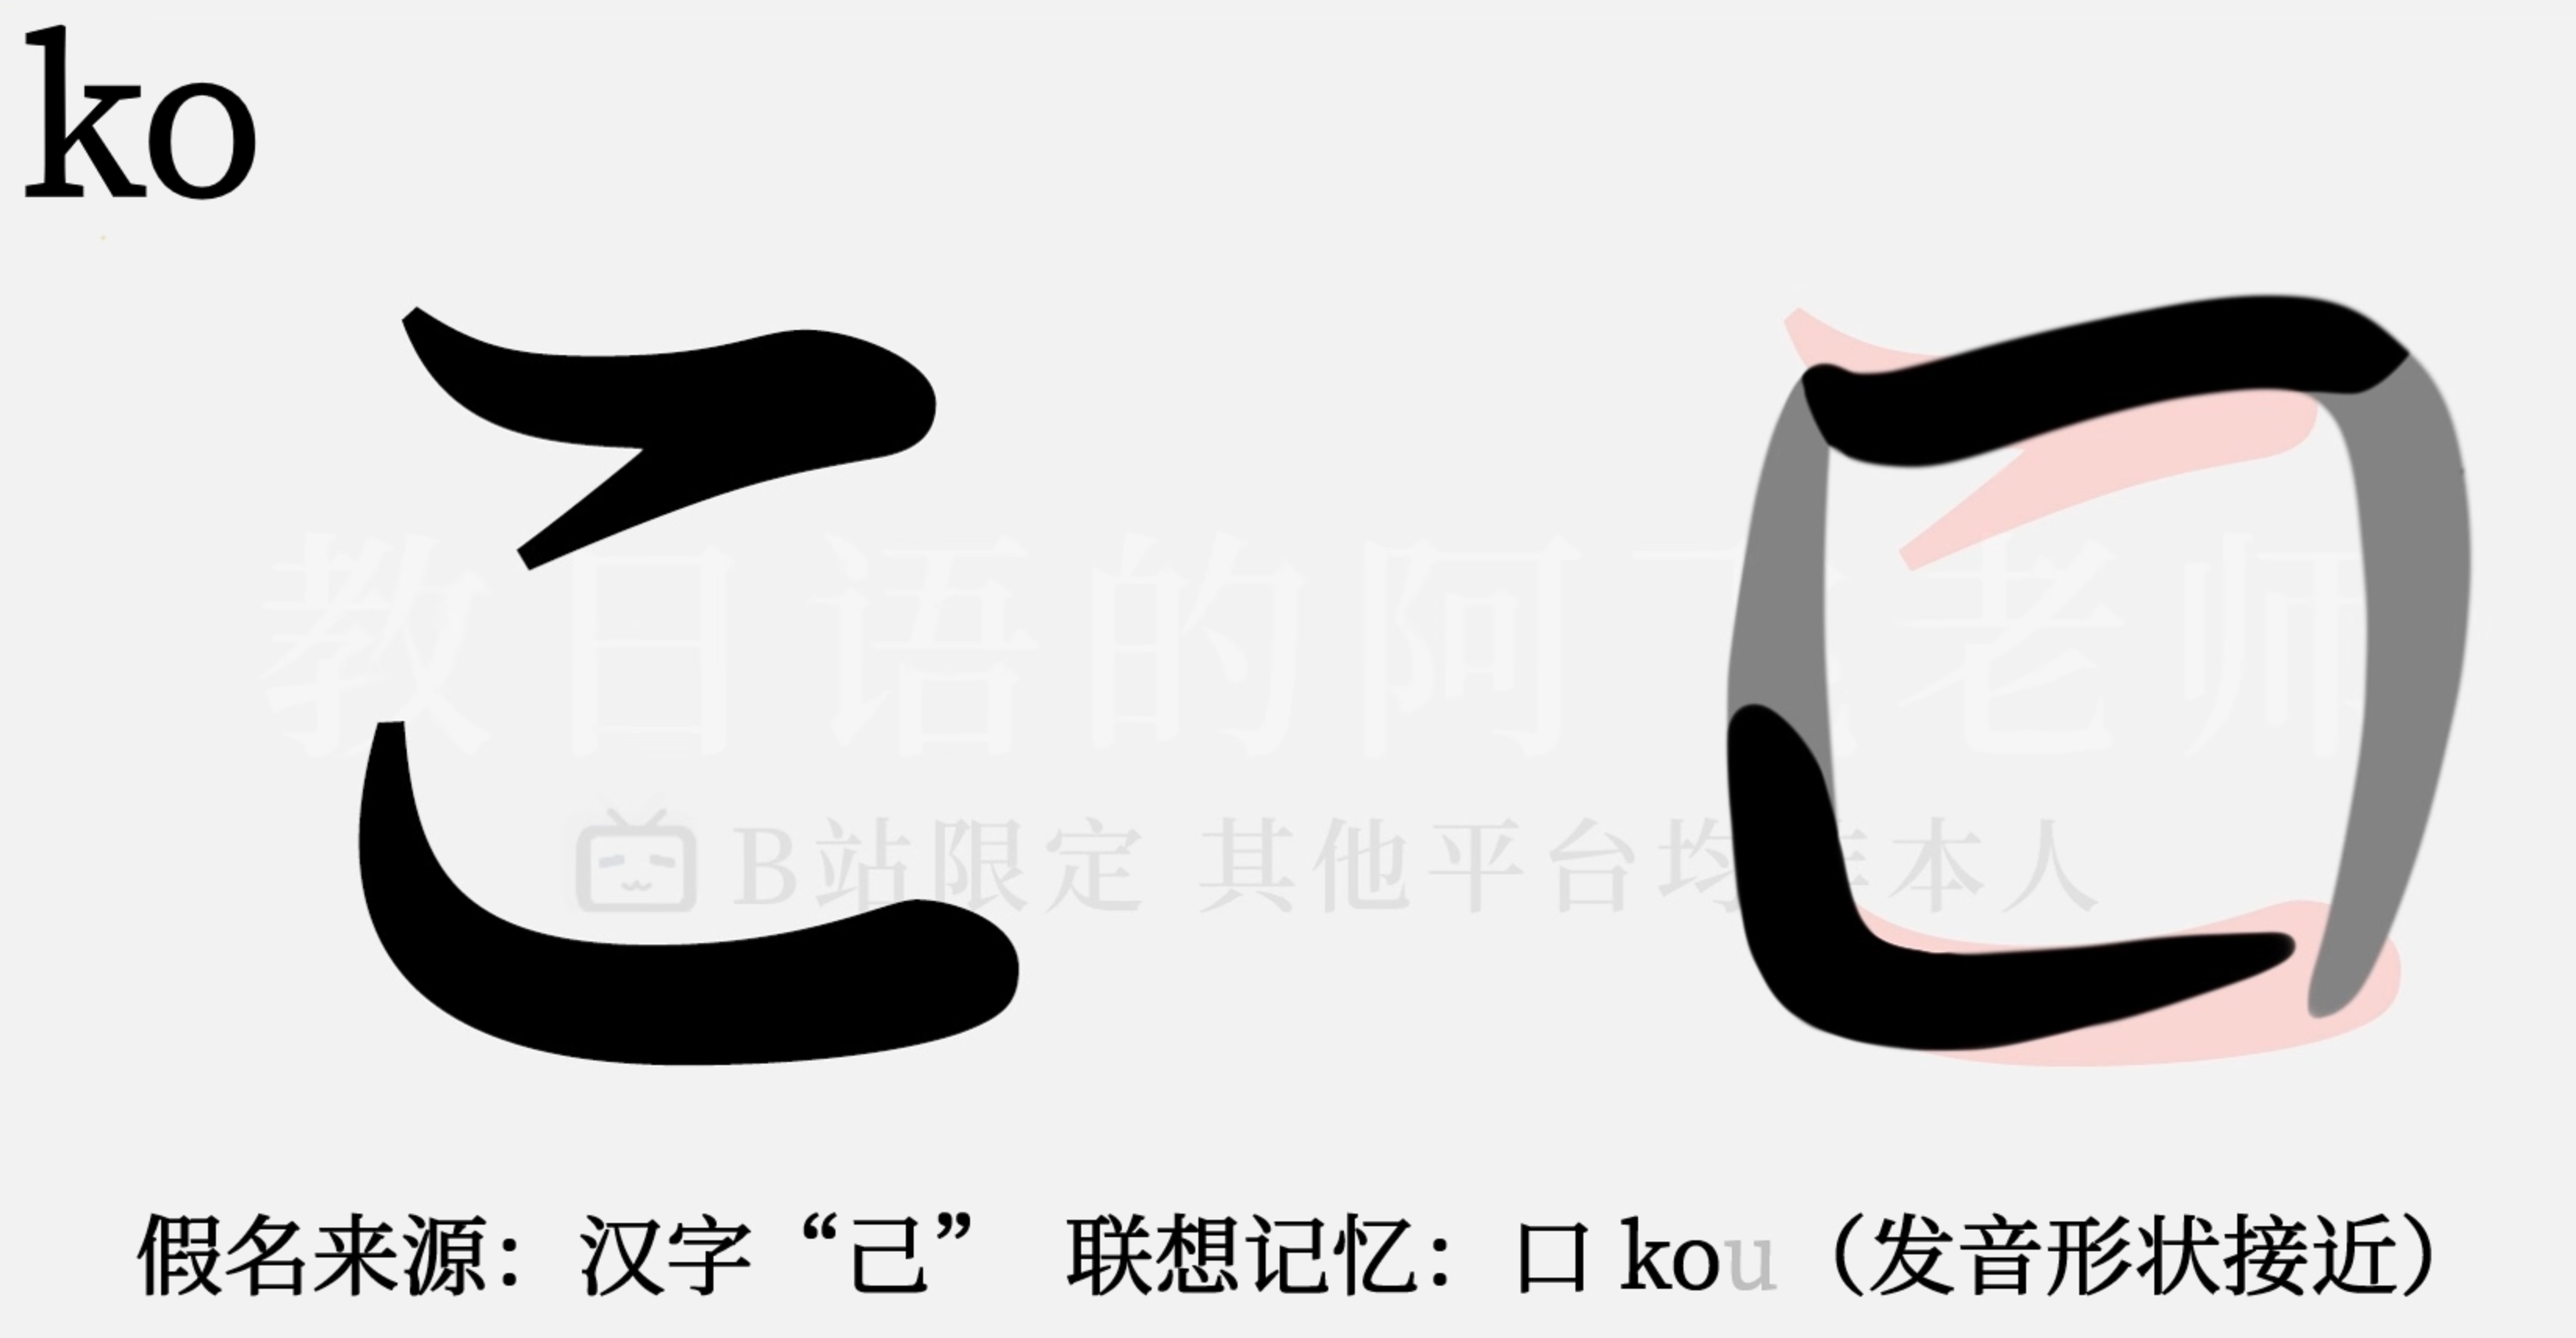 ko
こ
口
教日语的阿 老师
B站限定 其他平台均非本人
假名来源：汉字“己” 联想记忆：口 kou（发音形状接近）